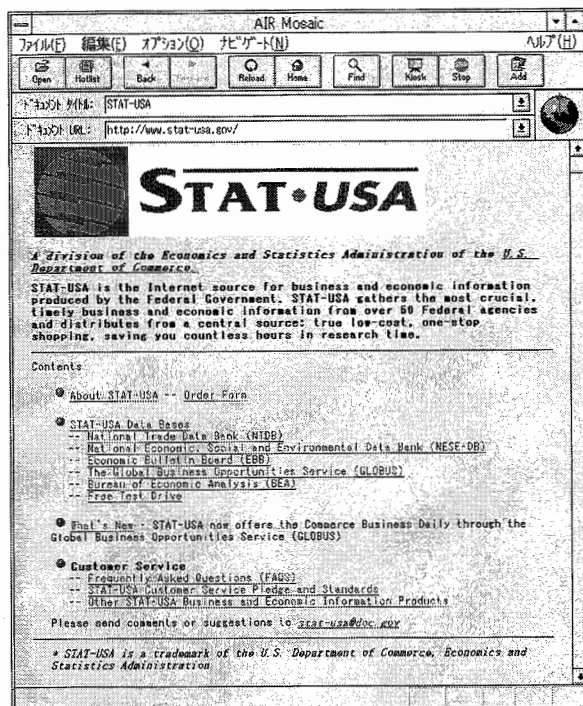 AIR Mosaic
ファイル(F) 編集(E) オプション(O) ナビゲート(N) ヘルプ(H)
Open Hotlist Back Reload Home Find Kiosk Stop Add
ドキュメント タイトル: STAT-USA
ドキュメント URL: http://www.stat-usa.gov/
STAT•USA
A division of the Economics and Statistics Administration of the U.S.
Department of Commerce.
STAT-USA is the Internet source for business and economic information
produced by the Federal Government. STAT-USA gathers the most crucial,
timely business and economic information from over 50 Federal agencies
and distributes from a central source: true low-cost, one-stop
shopping, saving you countless hours in research time.
Contents
About STAT-USA -- Order Form
STAT-USA Data Bases
-- National Trade Data Bank (NTDB)
-- National Economic, Social and Environmental Data Bank (NESE-DB)
-- Economic Bulletin Board (EBB)
-- The Global Business Opportunities Service (GLOBUS)
-- Bureau of Economic Analysis (BEA)
-- Free Test Drive
What's New - STAT-USA now offers the Commerce Business Daily through the
Global Business Opportunities Service (GLOBUS)
Customer Service
-- Frequently Asked Questions (FAQS)
-- STAT-USA Customer Service Pledge and Standards
-- Other STAT-USA Business and Economic Information Products
Please send comments or suggestions to stat-usa@doc.gov
* STAT-USA is a trademark of the U.S. Department of Commerce, Economics and
Statistics Administration